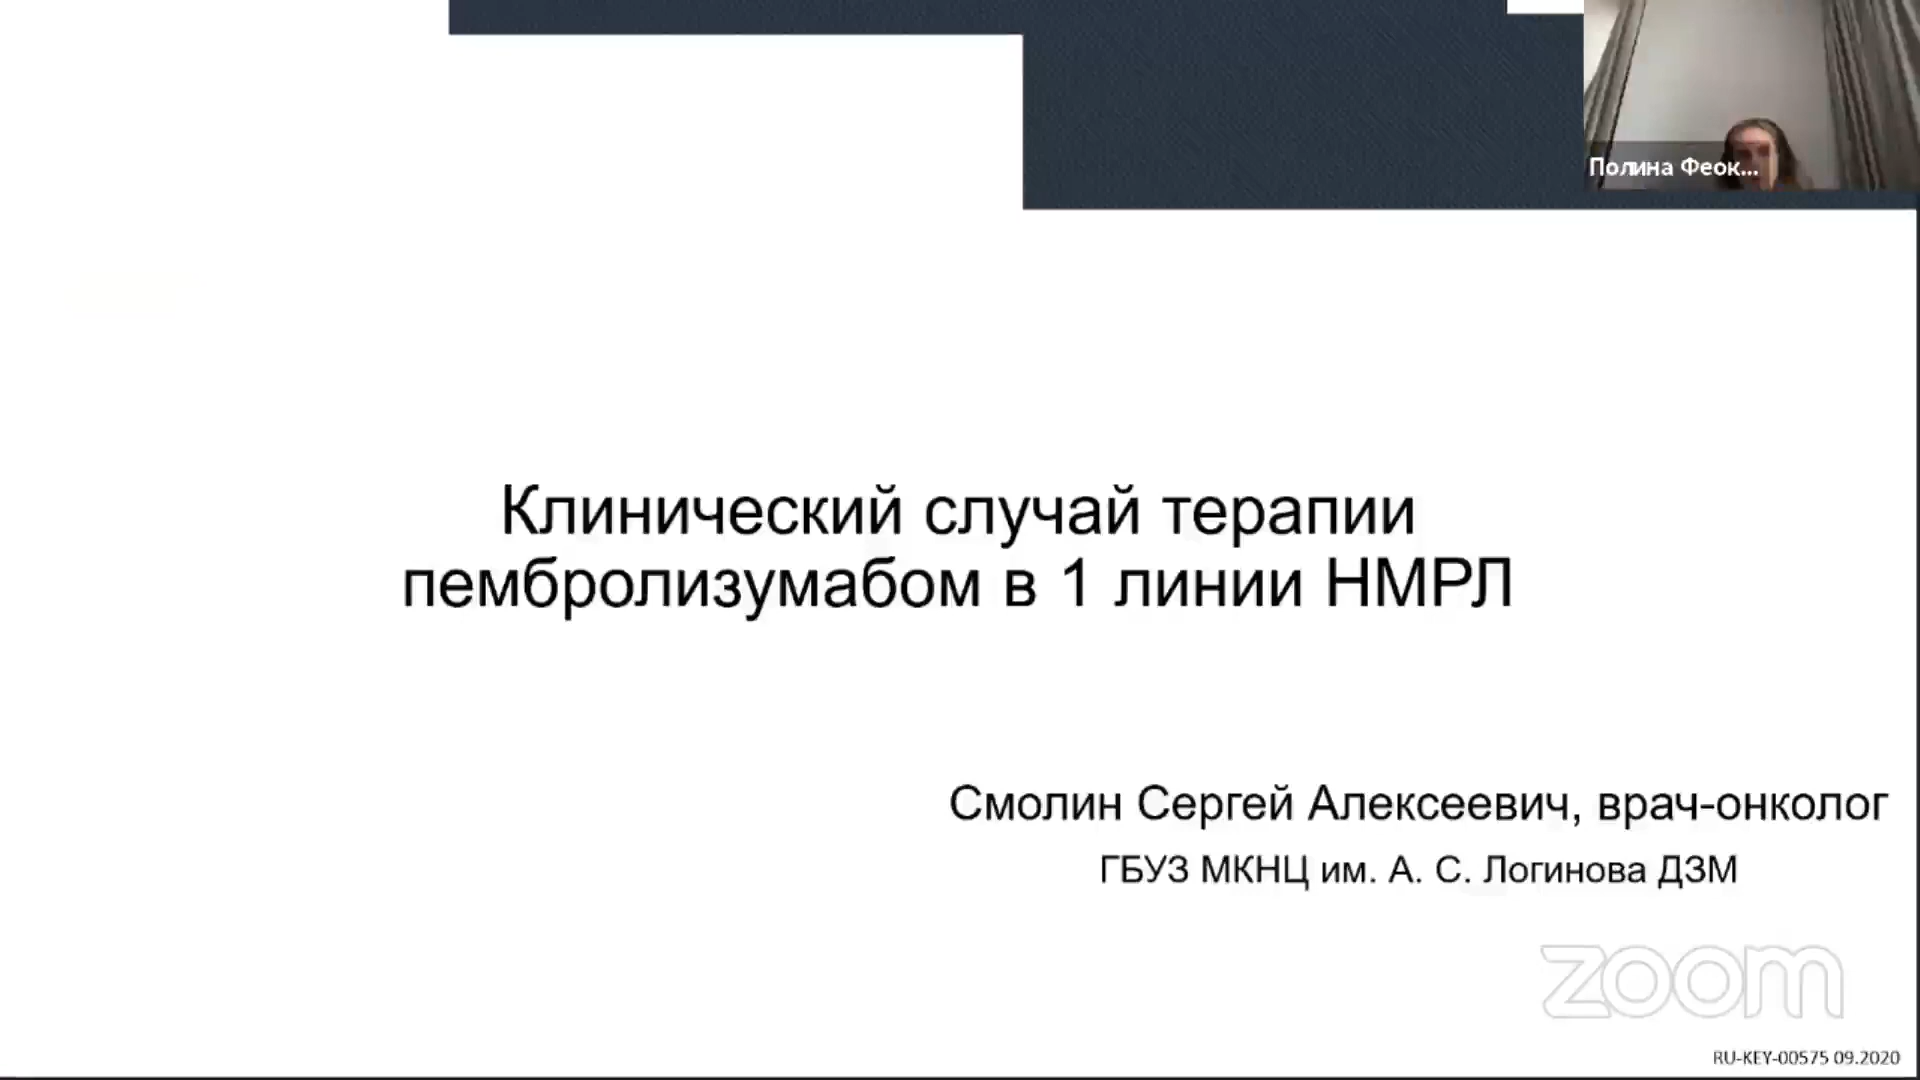 Полина Феок...
Клинический случай терапии
пембролизумабом в 1 линии НМРЛ
Смолин Сергей Алексеевич, врач-онколог
ГБУЗ МКНЦ им. А. С. Логинова ДЗМ
zoom
RU-KEY-00575 09.2020